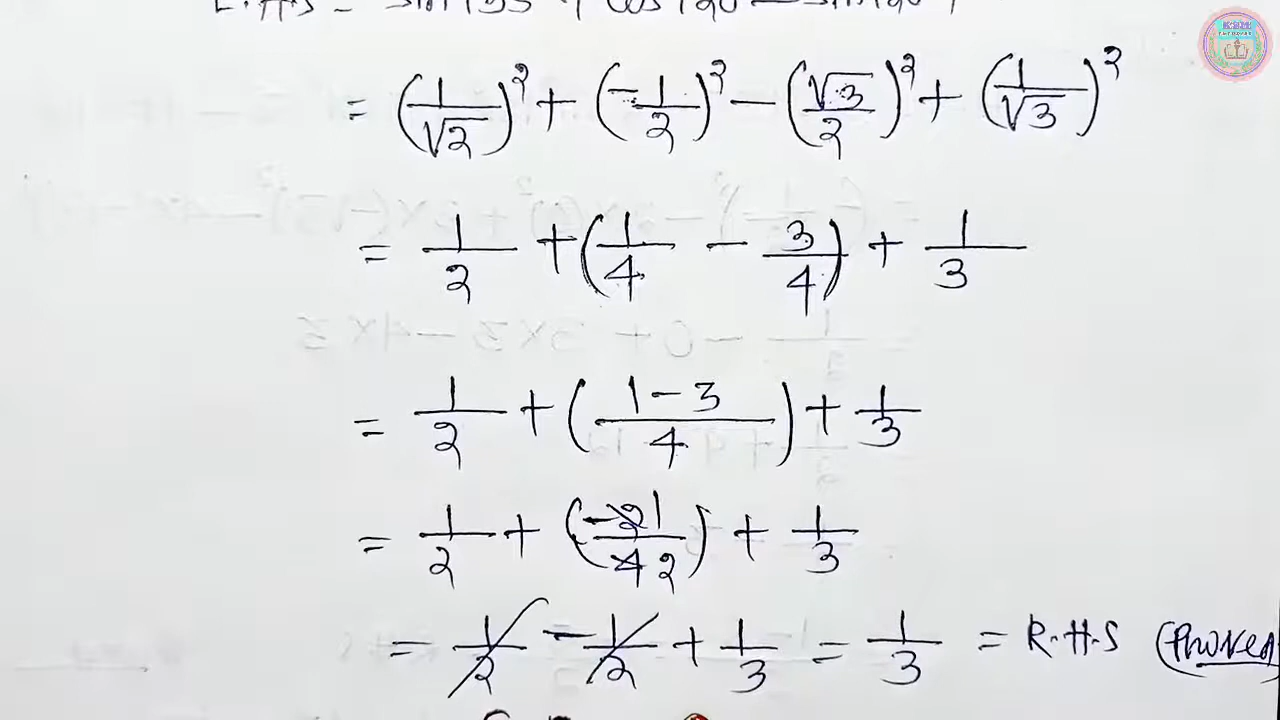 = (1/√2)² + (-1/2)² - (√3/2)² + (1/√3)²
= 1/2 + (1/4 - 3/4) + 1/3
= 1/2 + (1-3/4) + 1/3
= 1/2 + (-21/42) + 1/3
= 1/2 - 1/2 + 1/3 = 1/3 = R.H.S (Proved